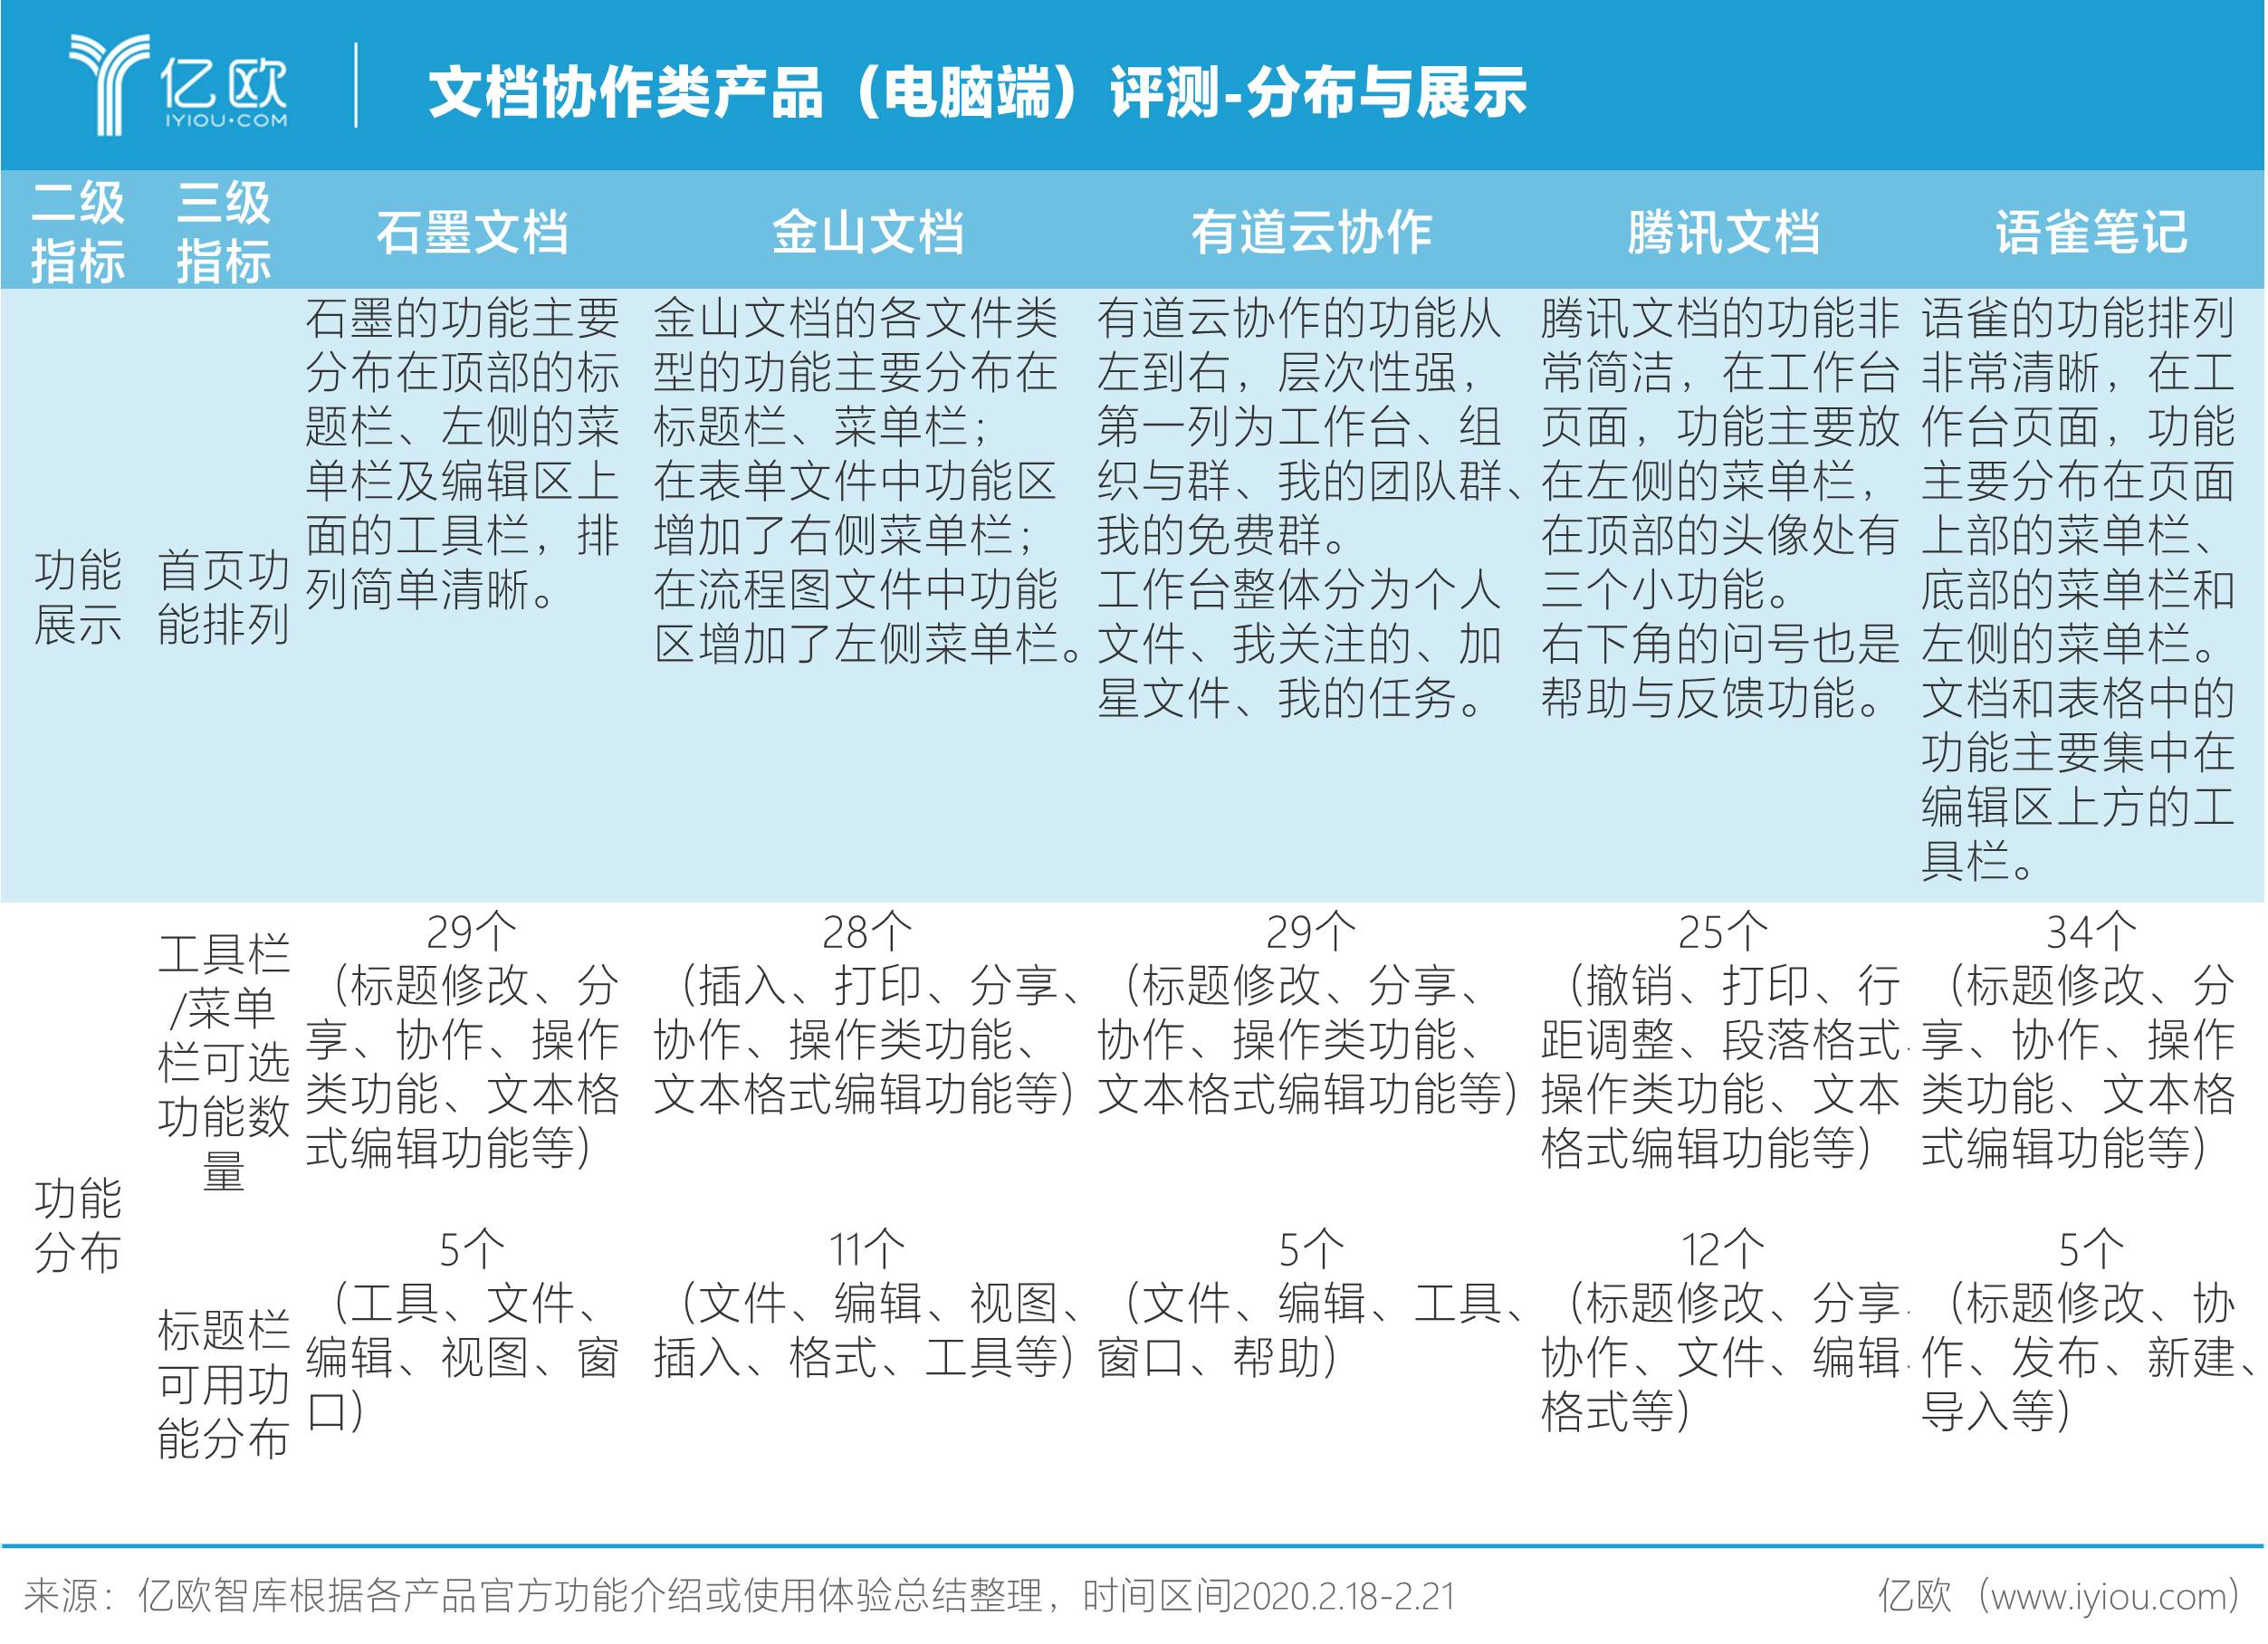 亿欧
IYIOU·COM
文档协作类产品（电脑端）评测-分布与展示
二级
指标
三级
指标
石墨文档
金山文档
有道云协作
腾讯文档
语雀笔记
功能
展示
首页功
能排列
石墨的功能主要
分布在顶部的标
题栏、左侧的菜
单栏及编辑区上
面的工具栏，排
列简单清晰。
金山文档的各文件类
型的功能主要分布在
标题栏、菜单栏；
在表单文件中功能区
增加了右侧菜单栏；
在流程图文件中功能
区增加了左侧菜单栏。
有道云协作的功能从
左到右，层次性强，
第一列为工作台、组
织与群、我的团队群、
我的免费群。
工作台整体分为个人
文件、我关注的、加
星文件、我的任务。
腾讯文档的功能非
常简洁，在工作台
页面，功能主要放
在左侧的菜单栏，
在顶部的头像处有
三个小功能。
右下角的问号也是
帮助与反馈功能。
语雀的功能排列
非常清晰，在工
作台页面，功能
主要分布在页面
上部的菜单栏、
底部的菜单栏和
左侧的菜单栏。
文档和表格中的
功能主要集中在
编辑区上方的工
具栏。
功能
分布
工具栏
/菜单
栏可选
功能数
量
29个
（标题修改、分
享、协作、操作
类功能、文本格
式编辑功能等）
28个
（插入、打印、分享、
协作、操作类功能、
文本格式编辑功能等）
29个
（标题修改、分享、
协作、操作类功能、
文本格式编辑功能等）
25个
（撤销、打印、行
距调整、段落格式、
操作类功能、文本
格式编辑功能等）
34个
（标题修改、分
享、协作、操作
类功能、文本格
式编辑功能等）
标题栏
可用功
能分布
5个
（工具、文件、
编辑、视图、窗
口）
11个
（文件、编辑、视图、
插入、格式、工具等）
5个
（文件、编辑、工具、
窗口、帮助）
12个
（标题修改、分享、
协作、文件、编辑、
格式等）
5个
（标题修改、协
作、发布、新建、
导入等）
来源：亿欧智库根据各产品官方功能介绍或使用体验总结整理，时间区间2020.2.18-2.21
亿欧（www.iyiou.com）